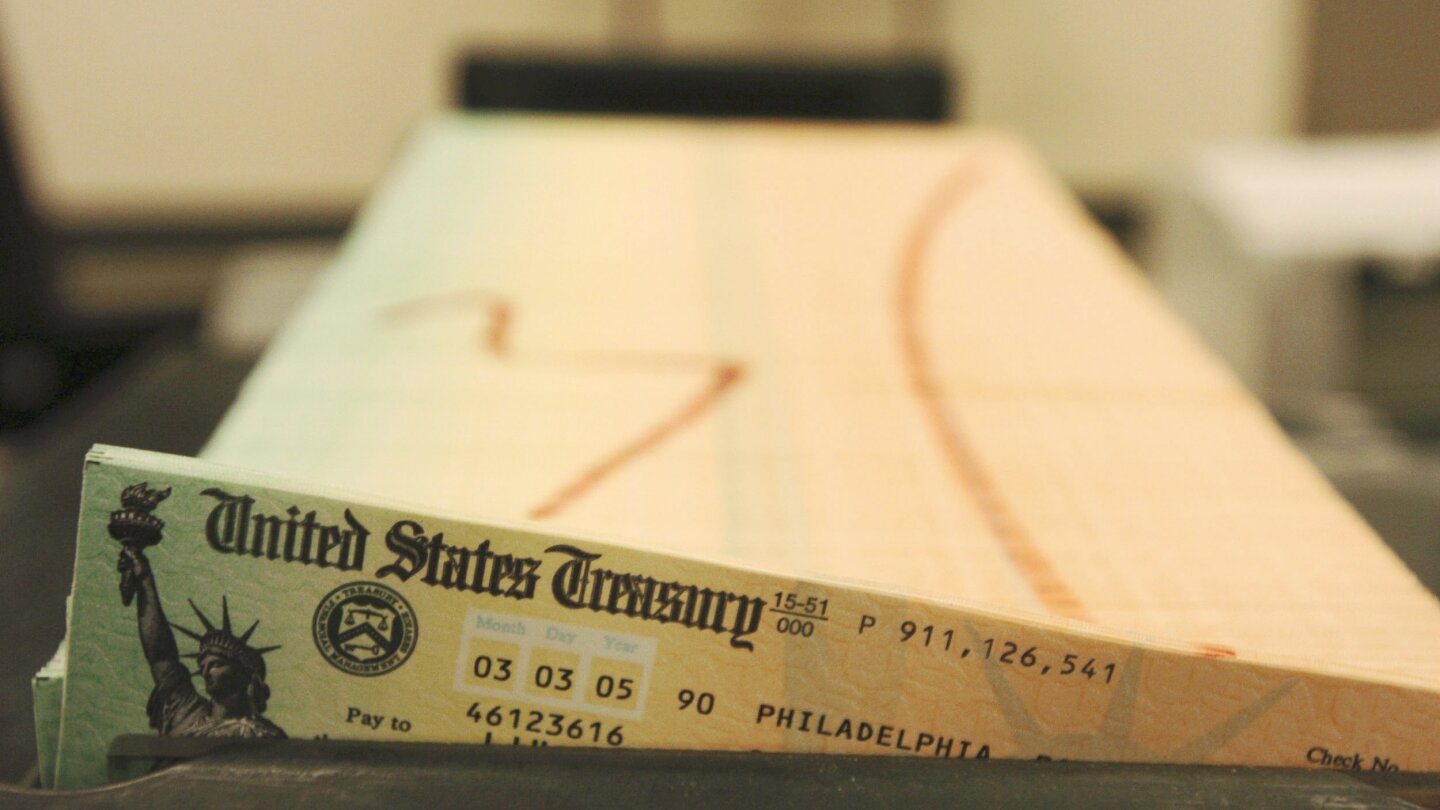 United States Treasury 15-51
000 P 911,126,541
Month Day Year
03 03 05 90 PHILADELPHIA
Pay to 46123616
Check No